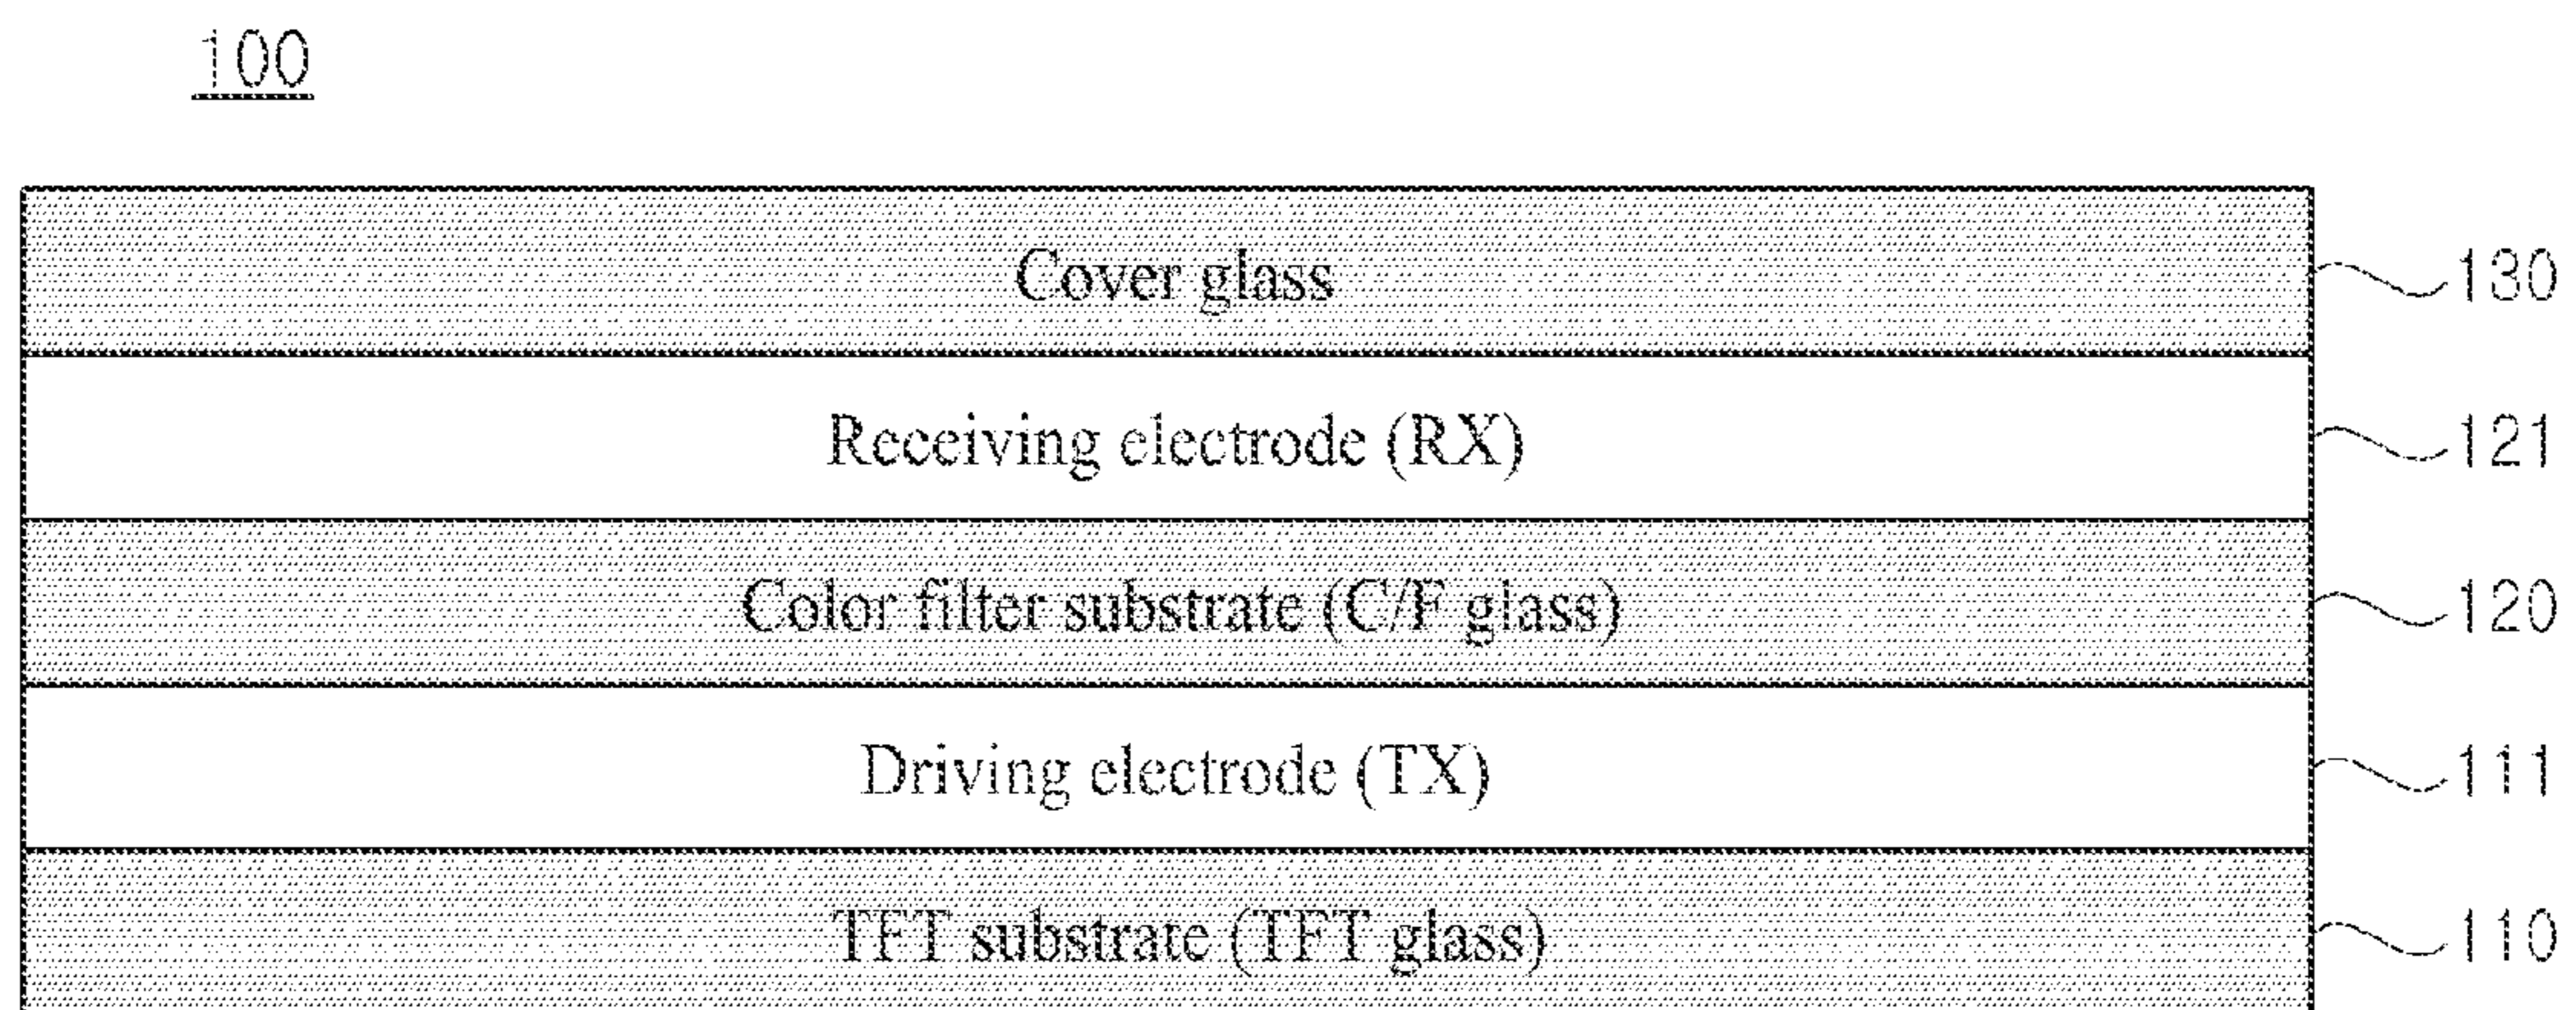 100
Cover glass 130
Receiving electrode (RX) 121
Color filter substrate (C/F glass) 120
Driving electrode (TX) 111
TFT substrate (TFT glass) 110